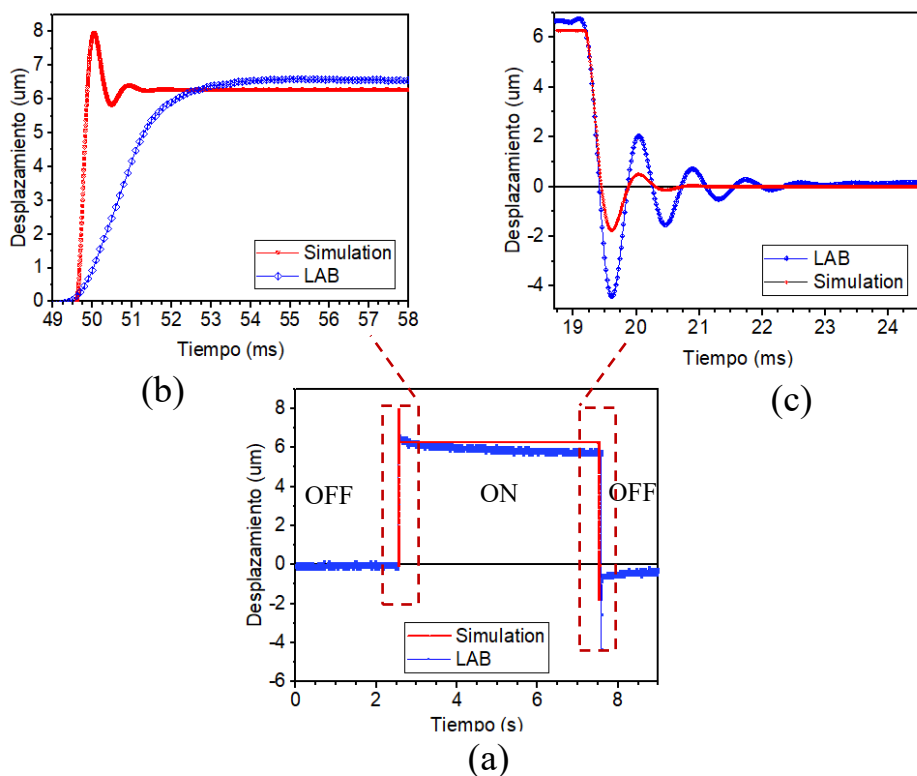 8
7
6
5
4
3
2
1
0
Desplazamiento (um)
Simulation
LAB
49 50 51 52 53 54 55 56 57 58
Tiempo (ms)
(b)
6
4
2
0
-2
-4
Desplazamiento (um)
LAB
Simulation
19 20 21 22 23 24
Tiempo (ms)
(c)
8
6
4
2
0
-2
-4
-6
Desplazamiento (um)
OFF ON OFF
Simulation
LAB
0 2 4 6 8
Tiempo (s)
(a)